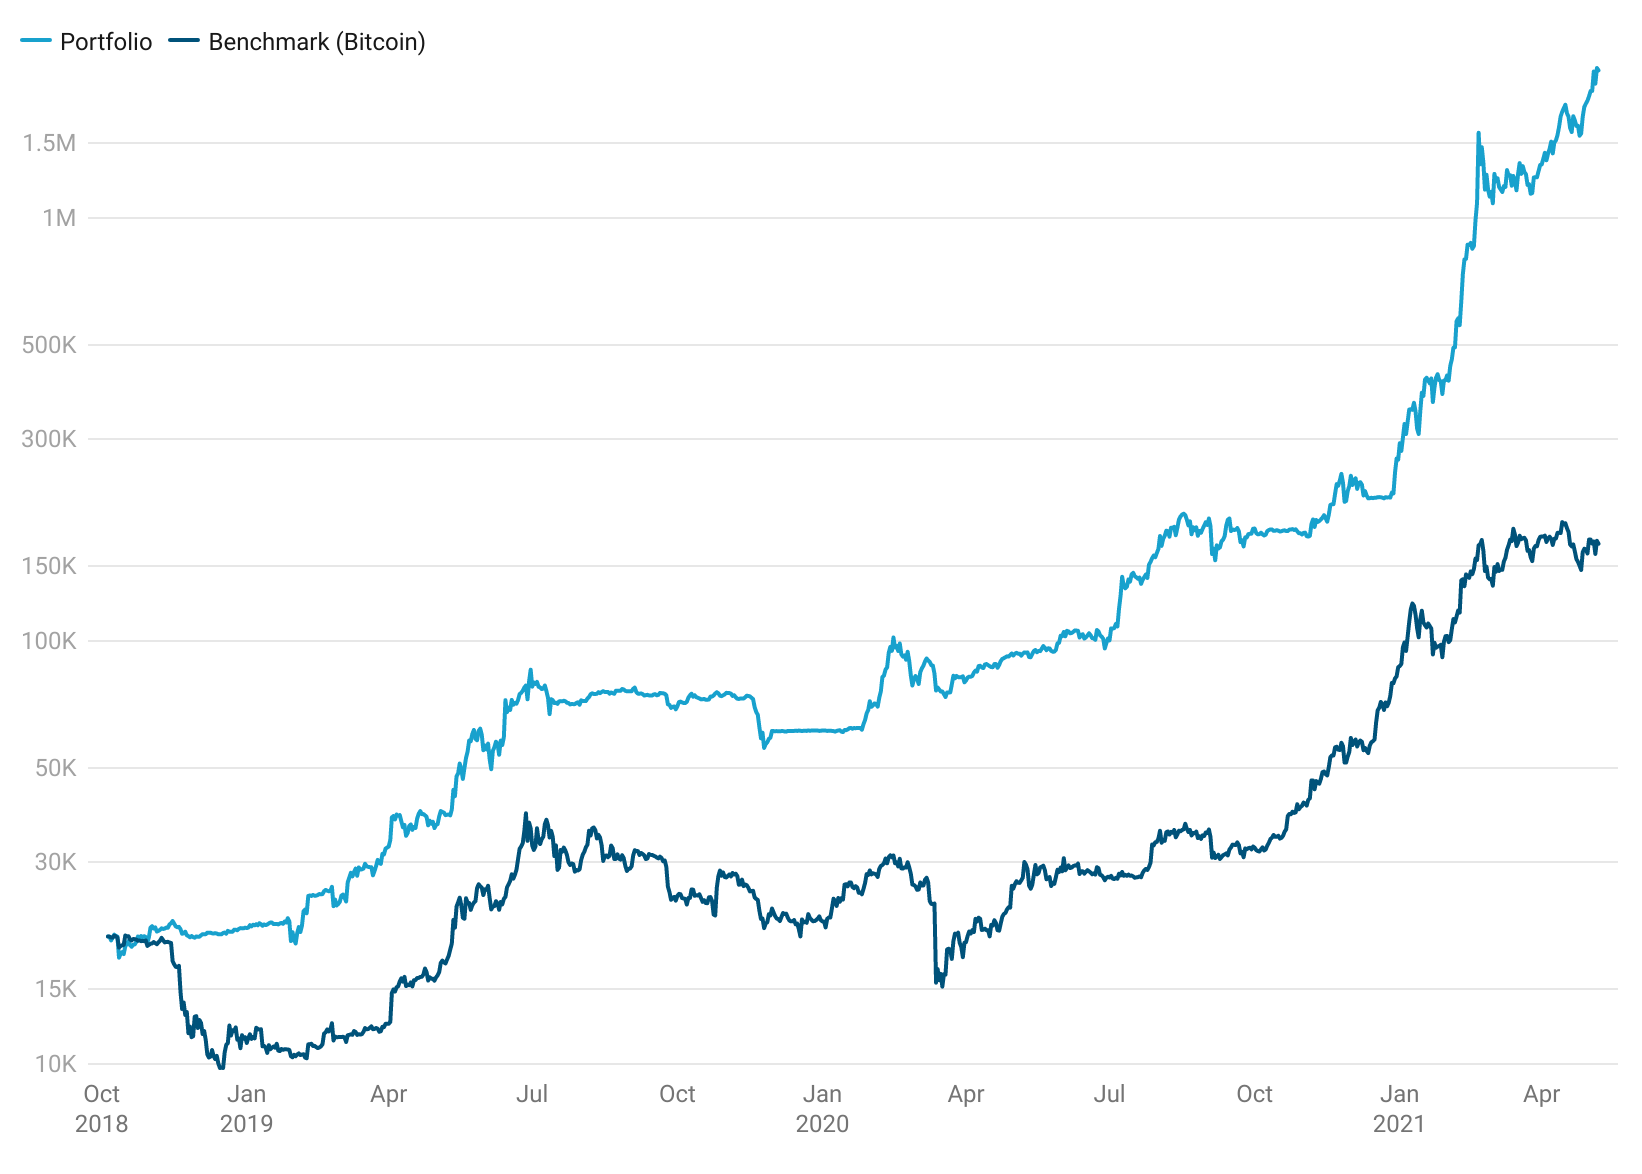 Portfolio Benchmark (Bitcoin)
1.5M
1M
500K
300K
150K
100K
50K
30K
15K
10K
Oct Jan Apr Jul Oct Jan Apr Jul Oct Jan Apr
2018 2019 2020 2021